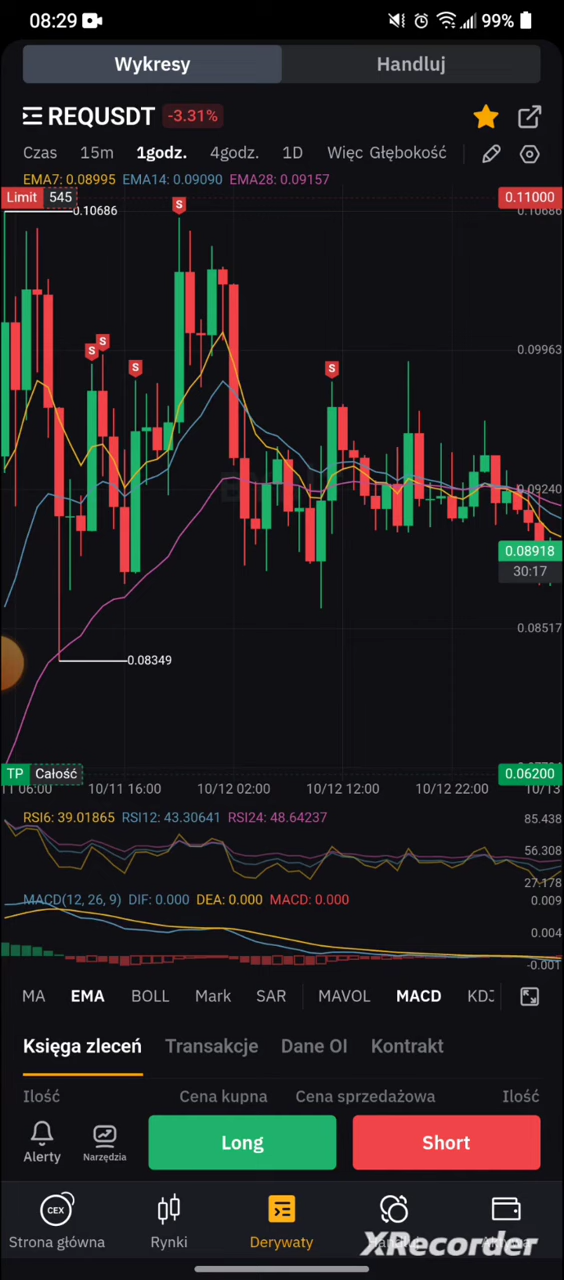 08:29 99%
Wykresy Handluj
REQUSDT -3.31%
Czas 15m 1godz. 4godz. 1D Więc Głębokość
EMA7: 0.08995 EMA14: 0.09090 EMA28: 0.09157
Limit 545 0.11000
0.10686 0.10686
S
S S S S
0.09963
0.09240
0.08918
30:17
0.08517
0.08349
TP Całość 0.06200
11 06:00 10/11 16:00 10/12 02:00 10/12 12:00 10/12 22:00 10/13
RSI6: 39.01865 RSI12: 43.30641 RSI24: 48.64237 85.438
56.308
27.178
MACD(12, 26, 9) DIF: 0.000 DEA: 0.000 MACD: 0.000 0.009
0.004
-0.001
MA EMA BOLL Mark SAR MAVOL MACD KDJ
Księga zleceń Transakcje Dane OI Kontrakt
Ilość Cena kupna Cena sprzedażowa Ilość
Alerty Narzędzia Long Short
CEX
Strona główna Rynki Derywaty
XRecorder